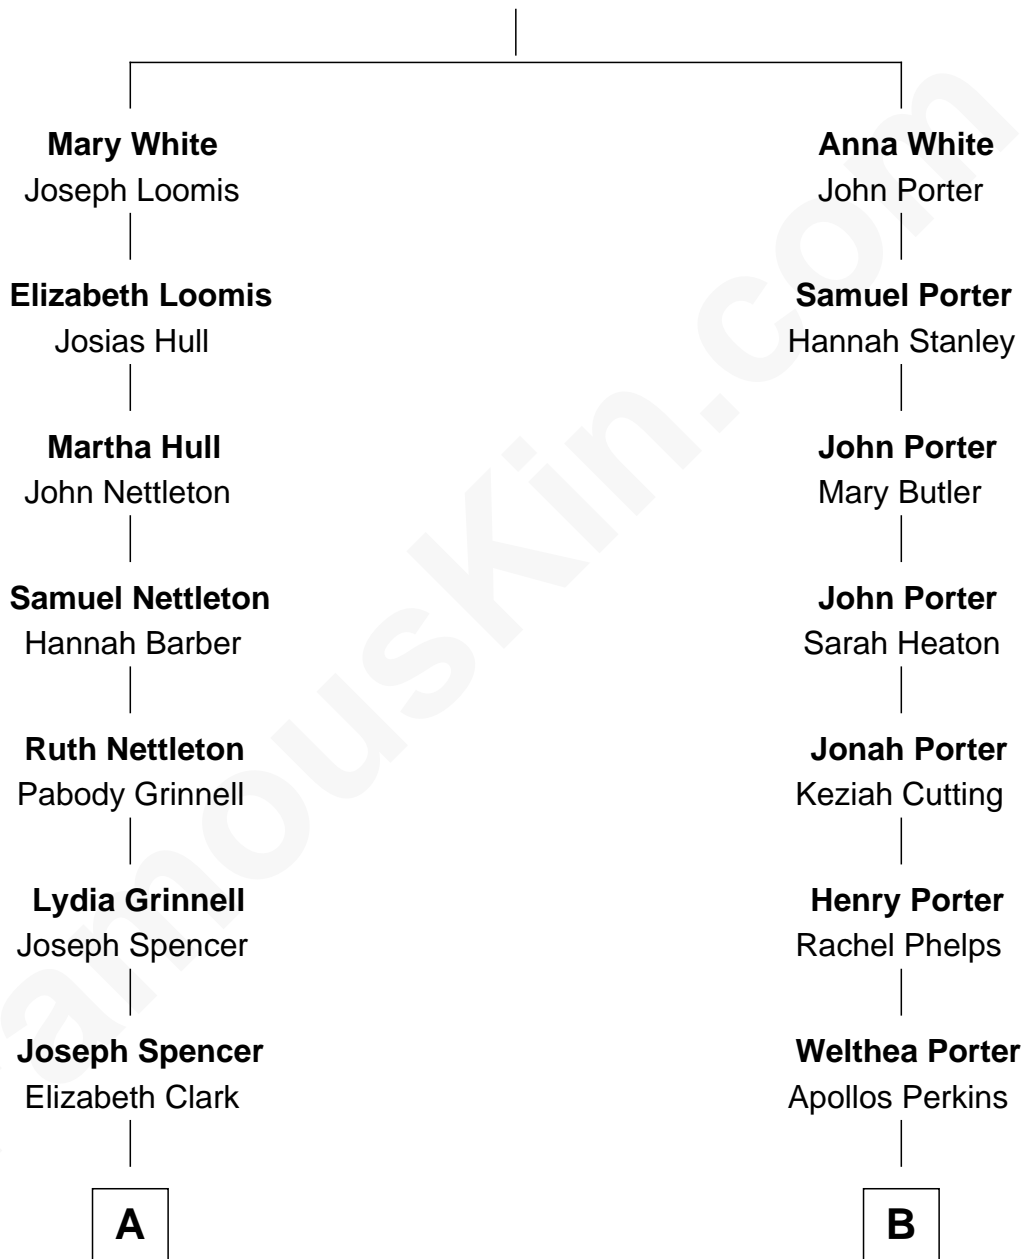 Mary White
Joseph Loomis
Elizabeth Loomis
Josias Hull
Martha Hull
John Nettleton
Samuel Nettleton
Hannah Barber
Ruth Nettleton
Pabody Grinnell
Lydia Grinnell
Joseph Spencer
Joseph Spencer
Elizabeth Clark
A
Anna White
John Porter
Samuel Porter
Hannah Stanley
John Porter
Mary Butler
John Porter
Sarah Heaton
Jonah Porter
Keziah Cutting
Henry Porter
Rachel Phelps
Welthea Porter
Apollos Perkins
B
amouskin.com